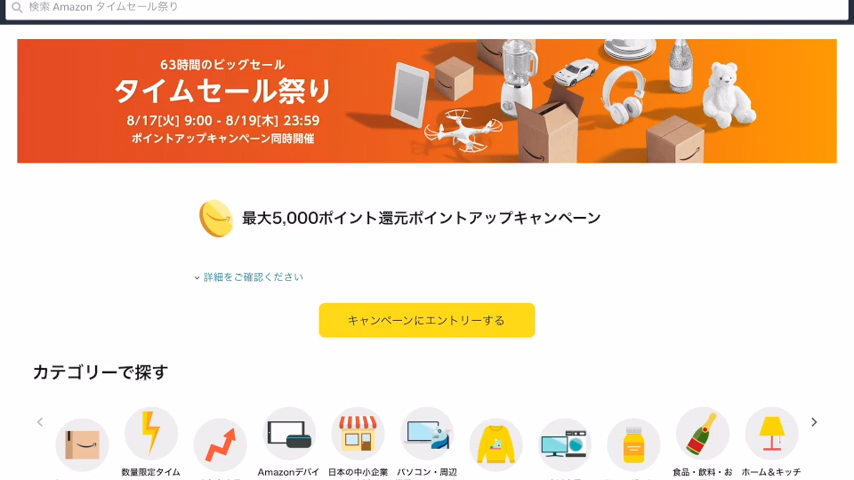 検索 Amazon タイムセール祭り
63時間のビッグセール
タイムセール祭り
8/17[火] 9:00 - 8/19[木] 23:59
ポイントアップキャンペーン同時開催
最大5,000ポイント還元ポイントアップキャンペーン
詳細をご確認ください
キャンペーンにエントリーする
カテゴリーで探す
数量限定タイム
Amazonデバイ
日本の中小企業
パソコン・周辺
食品・飲料・お
ホーム&キッチ